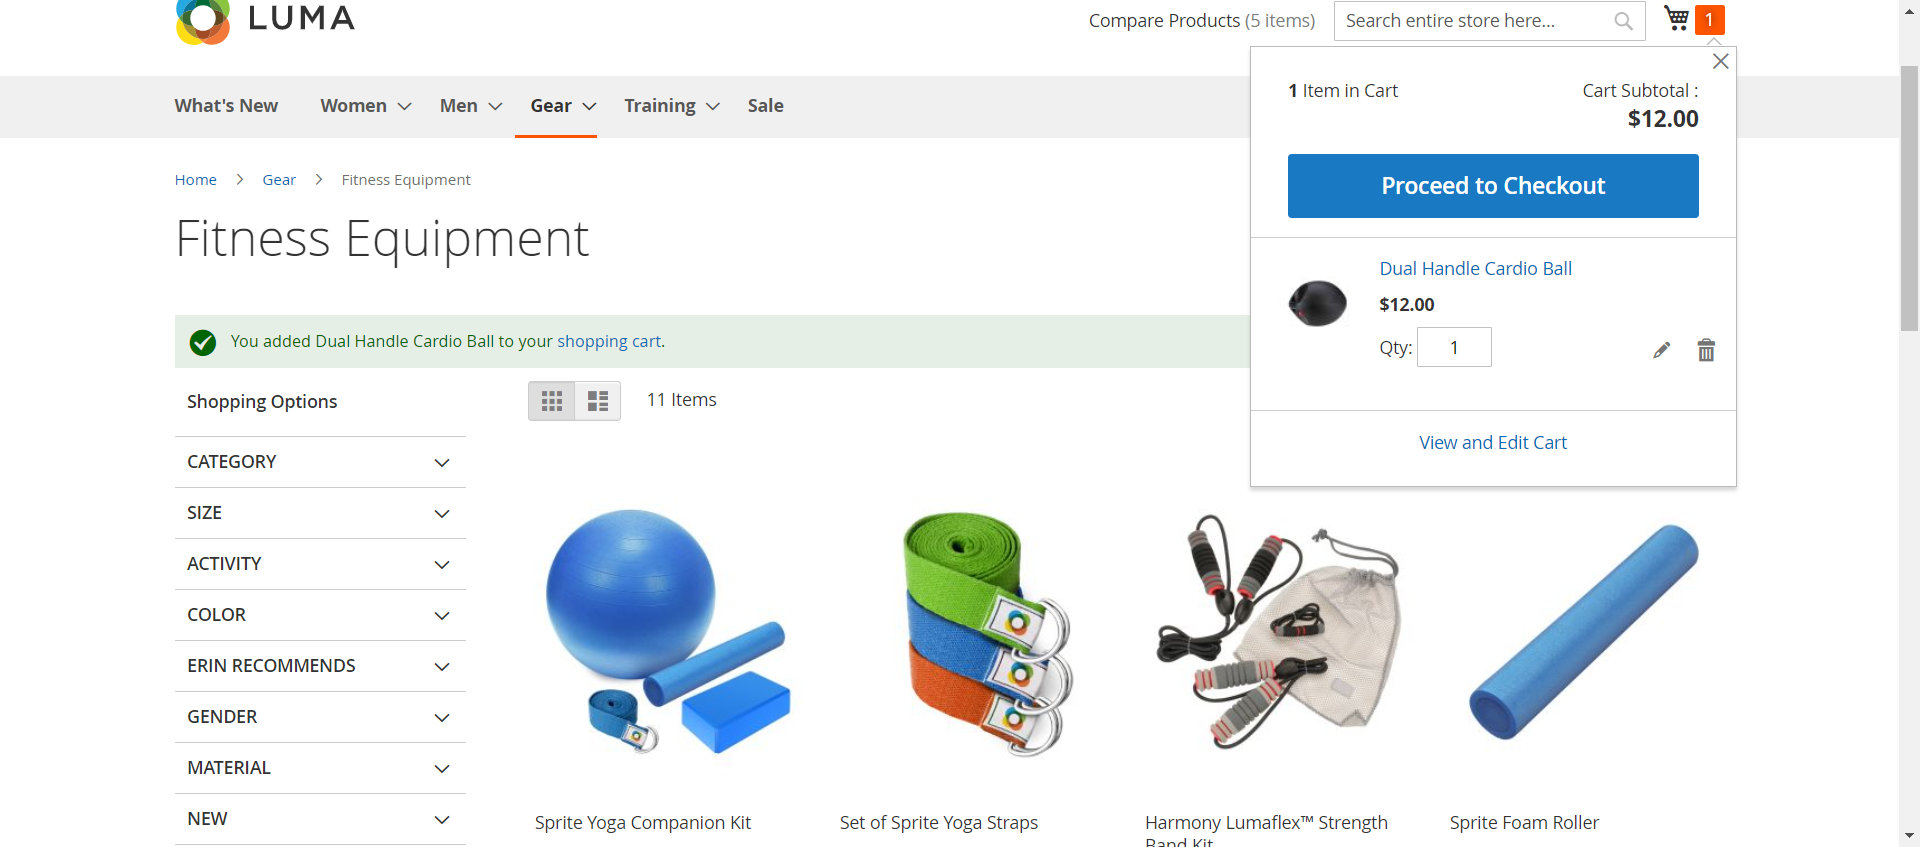 LUMA
Compare Products (5 items)
Search entire store here...
1
What's New
Women
Men
Gear
Training
Sale
1 Item in Cart
Cart Subtotal :
$12.00
Proceed to Checkout
Dual Handle Cardio Ball
$12.00
Qty: 1
View and Edit Cart
Home
Gear
Fitness Equipment
Fitness Equipment
You added Dual Handle Cardio Ball to your shopping cart.
Shopping Options
11 Items
CATEGORY
SIZE
ACTIVITY
COLOR
ERIN RECOMMENDS
GENDER
MATERIAL
NEW
Sprite Yoga Companion Kit
Set of Sprite Yoga Straps
Harmony Lumaflex™ Strength
Band Kit
Sprite Foam Roller